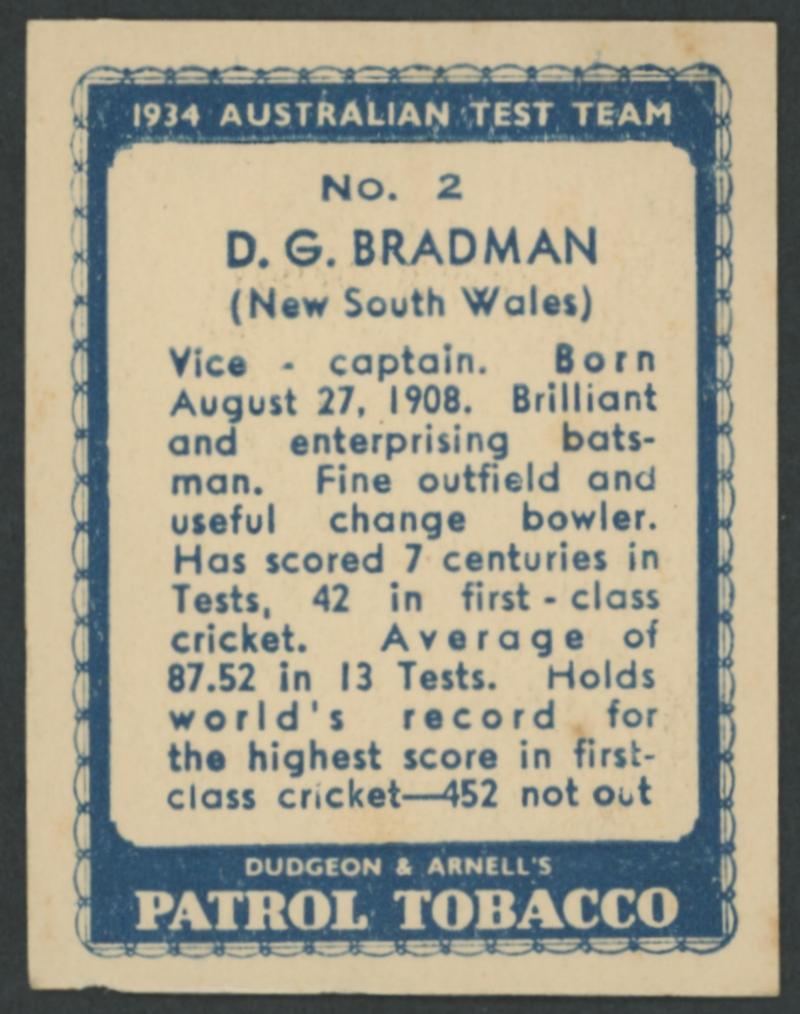 1934 AUSTRALIAN TEST TEAM
No. 2
D. G. BRADMAN
(New South Wales)
Vice - captain. Born
August 27, 1908. Brilliant
and enterprising bats-
man. Fine outfield and
useful change bowler.
Has scored 7 centuries in
Tests, 42 in first - class
cricket. Average of
87.52 in 13 Tests. Holds
world's record for
the highest score in first-
class cricket—452 not out
DUDGEON & ARNELL'S
PATROL TOBACCO